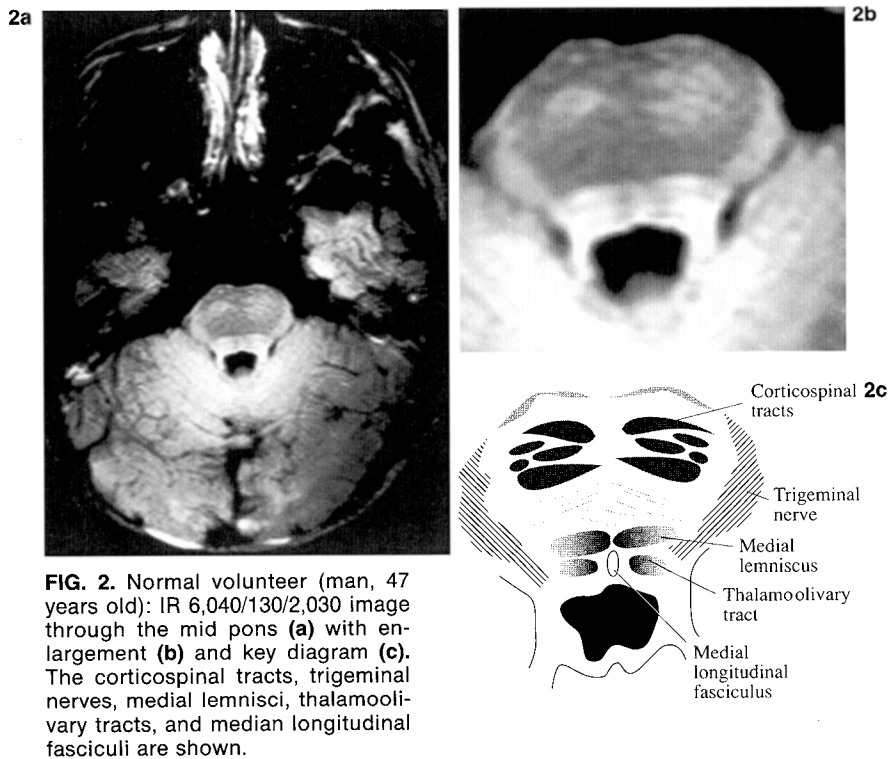 2a
2b
Corticospinal 2c
tracts
Trigeminal
nerve
Medial
lemniscus
Thalamoolivary
tract
Medial
longitudinal
fasciculus
FIG. 2. Normal volunteer (man, 47
years old): IR 6,040/130/2,030 image
through the mid pons (a) with en-
largement (b) and key diagram (c).
The corticospinal tracts, trigeminal
nerves, medial lemnisci, thalamooli-
vary tracts, and median longitudinal
fasciculi are shown.